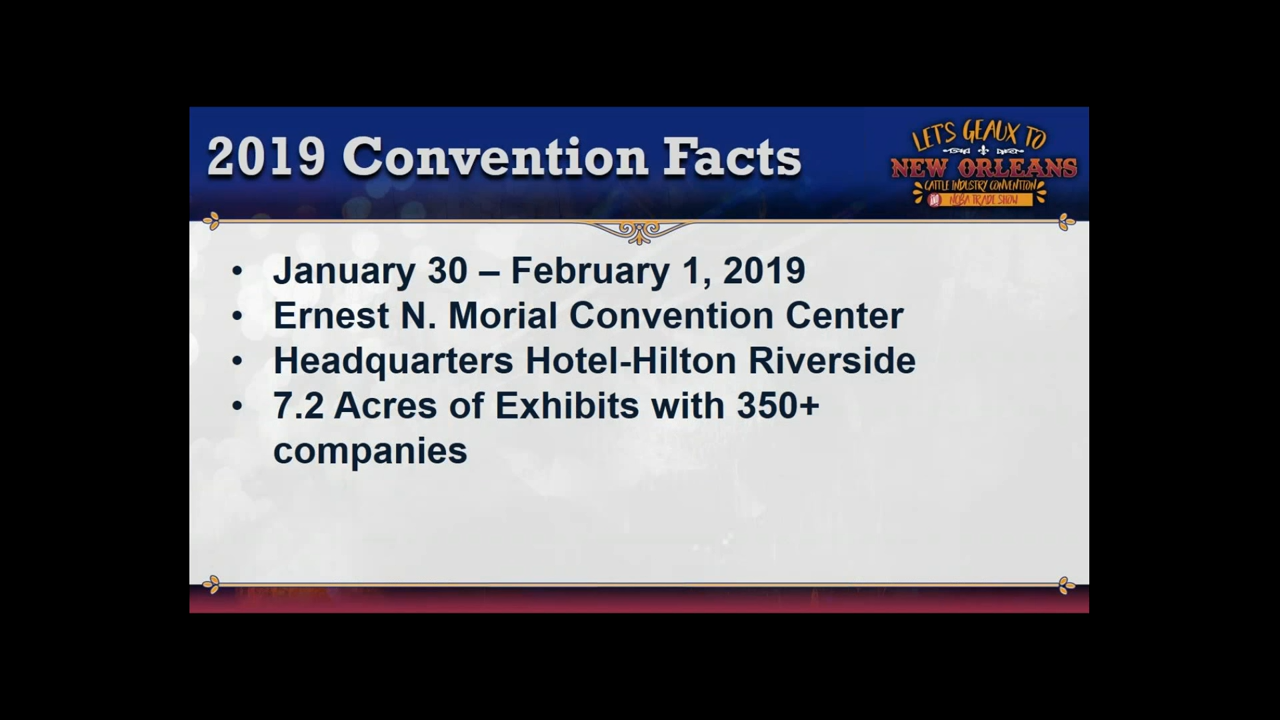 2019 Convention Facts
LETS GEAUX TO
NEW ORLEANS
CATTLE INDUSTRY CONVENTION
NCBA TRADE SHOW
• January 30 – February 1, 2019
• Ernest N. Morial Convention Center
• Headquarters Hotel-Hilton Riverside
• 7.2 Acres of Exhibits with 350+
companies